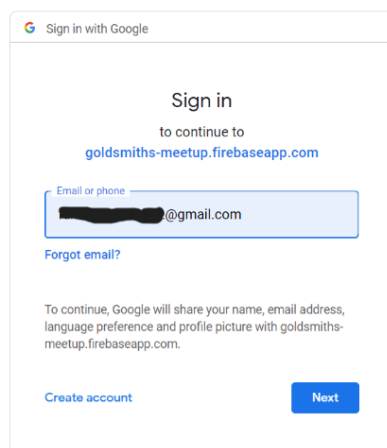 Sign in with Google
Sign in
to continue to
goldsmiths-meetup.firebaseapp.com
Email or phone
@gmail.com
Forgot email?
To continue, Google will share your name, email address,
language preference and profile picture with goldsmiths-
meetup.firebaseapp.com.
Create account
Next